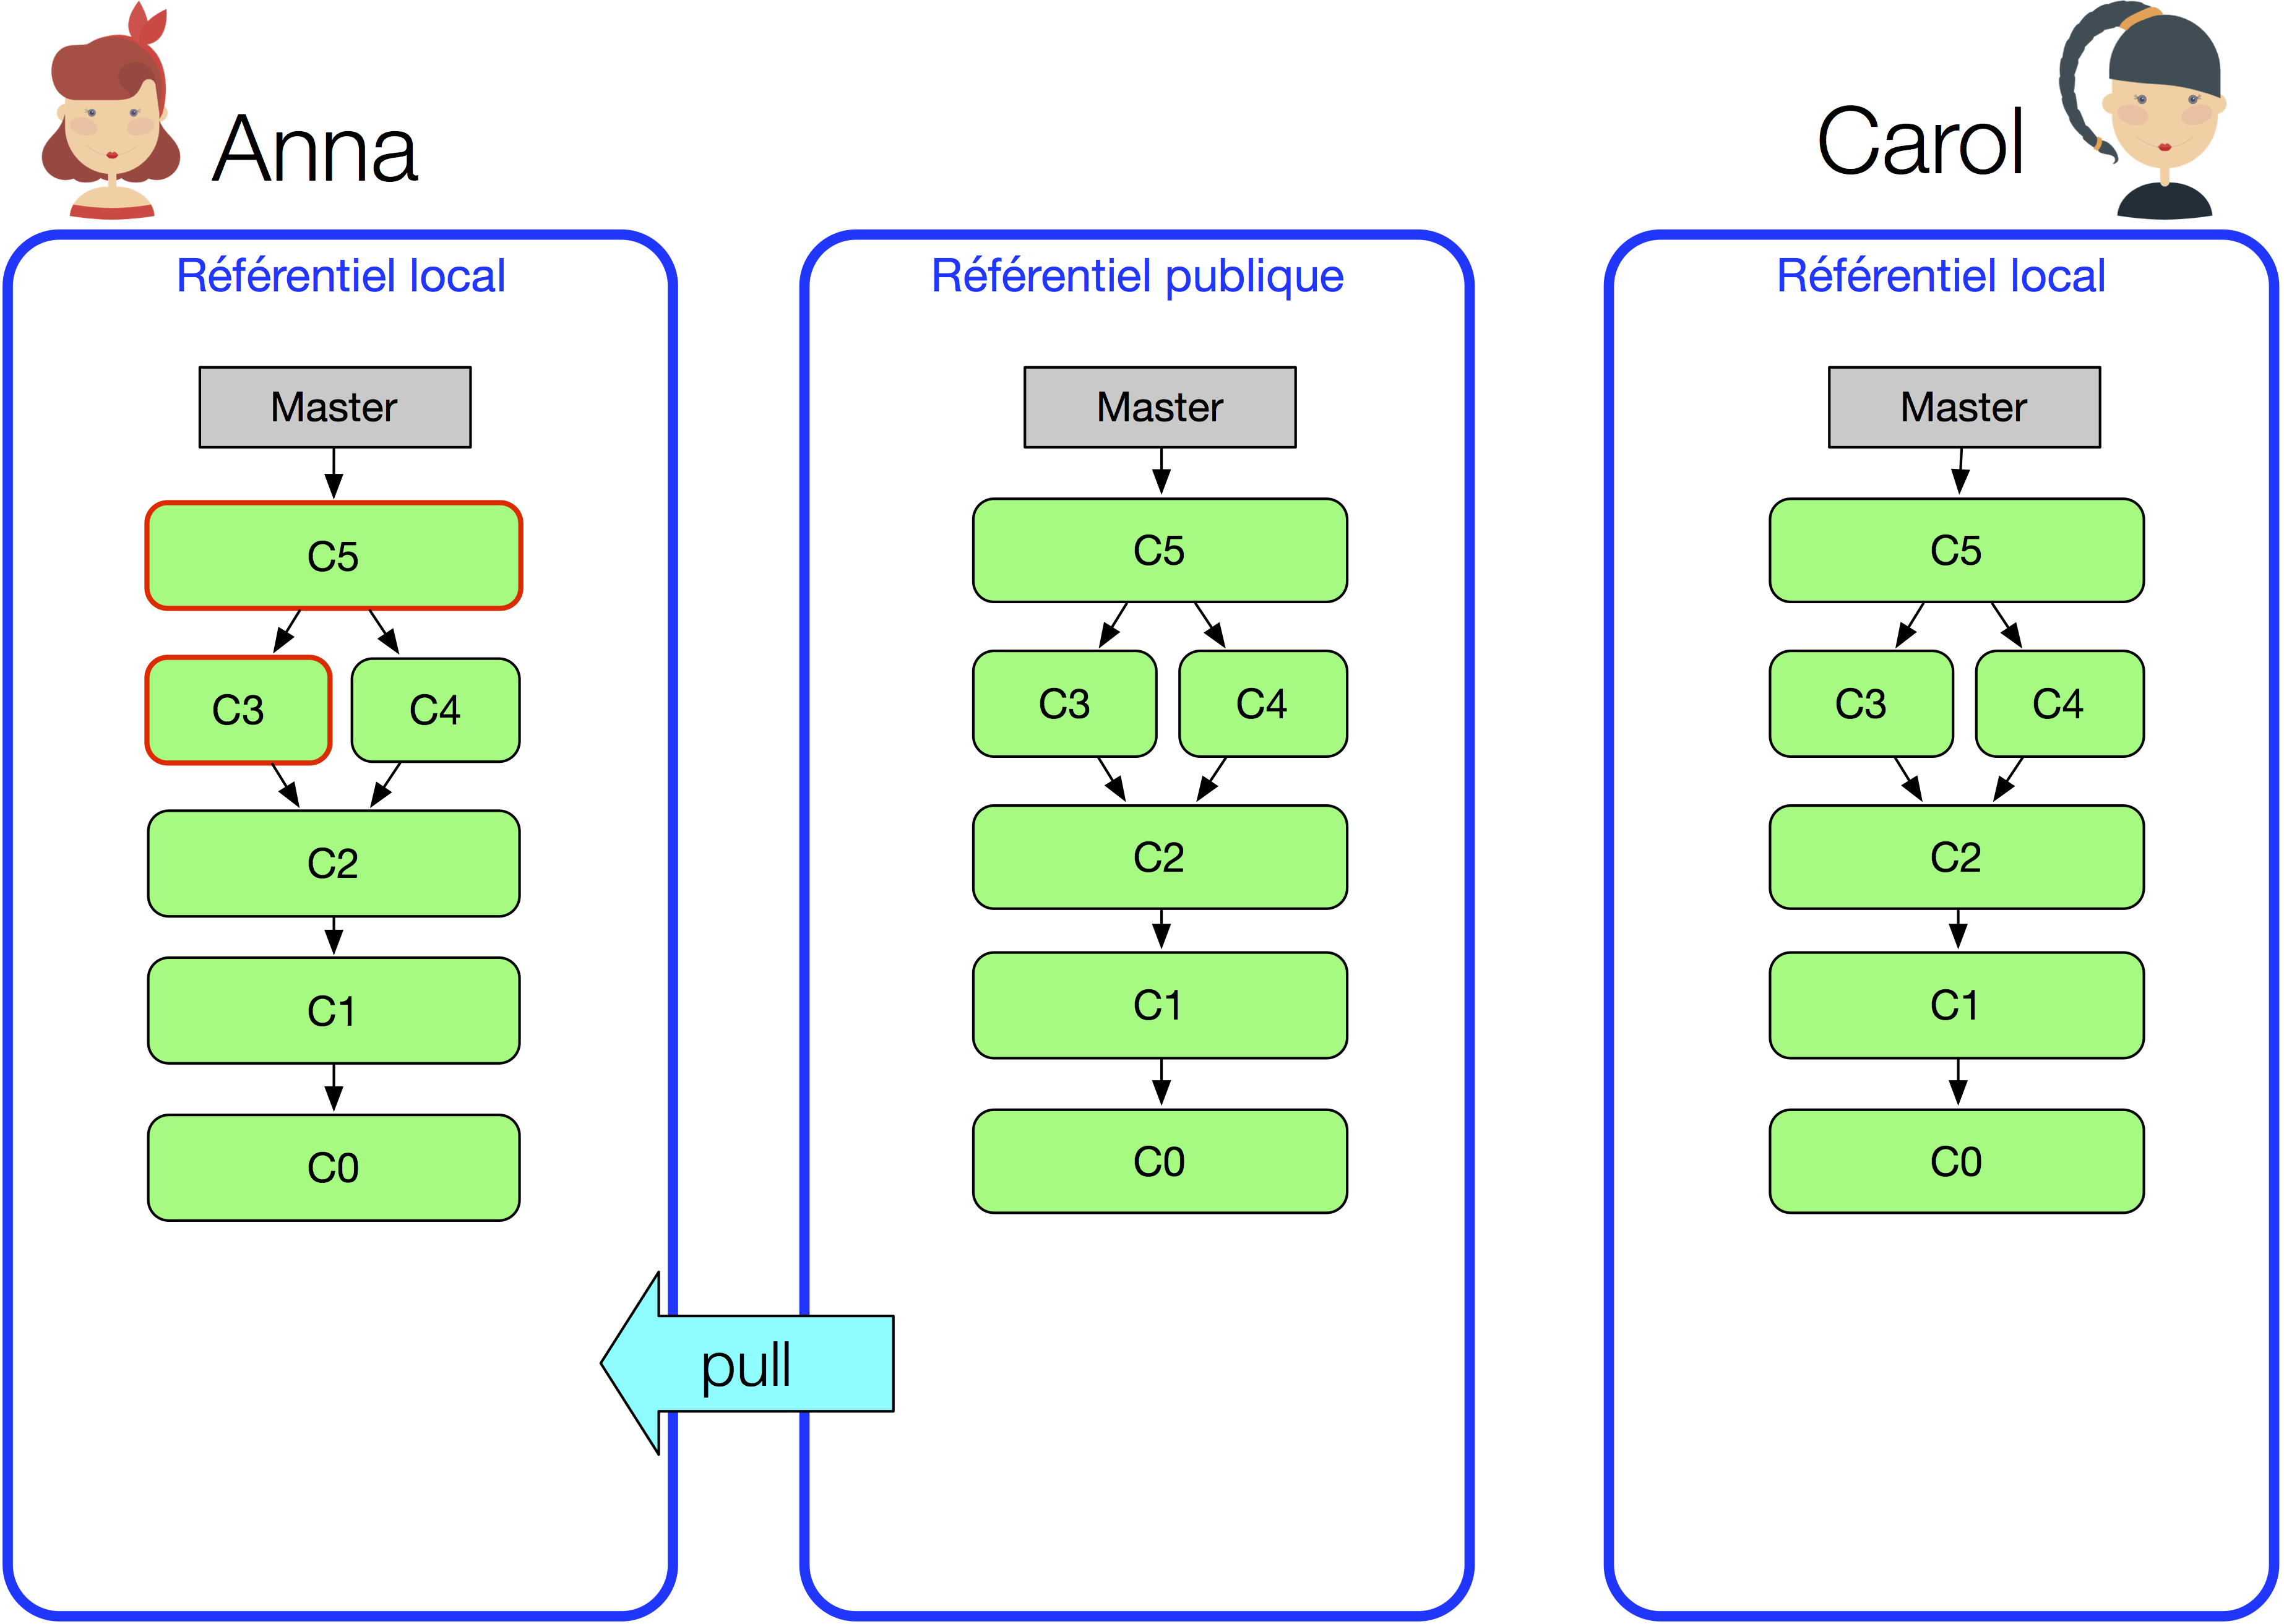 Anna
Carol
Référentiel local
Master
C5
C3
C4
C2
C1
C0
Référentiel publique
Master
C5
C3
C4
C2
C1
C0
Référentiel local
Master
C5
C3
C4
C2
C1
C0
pull